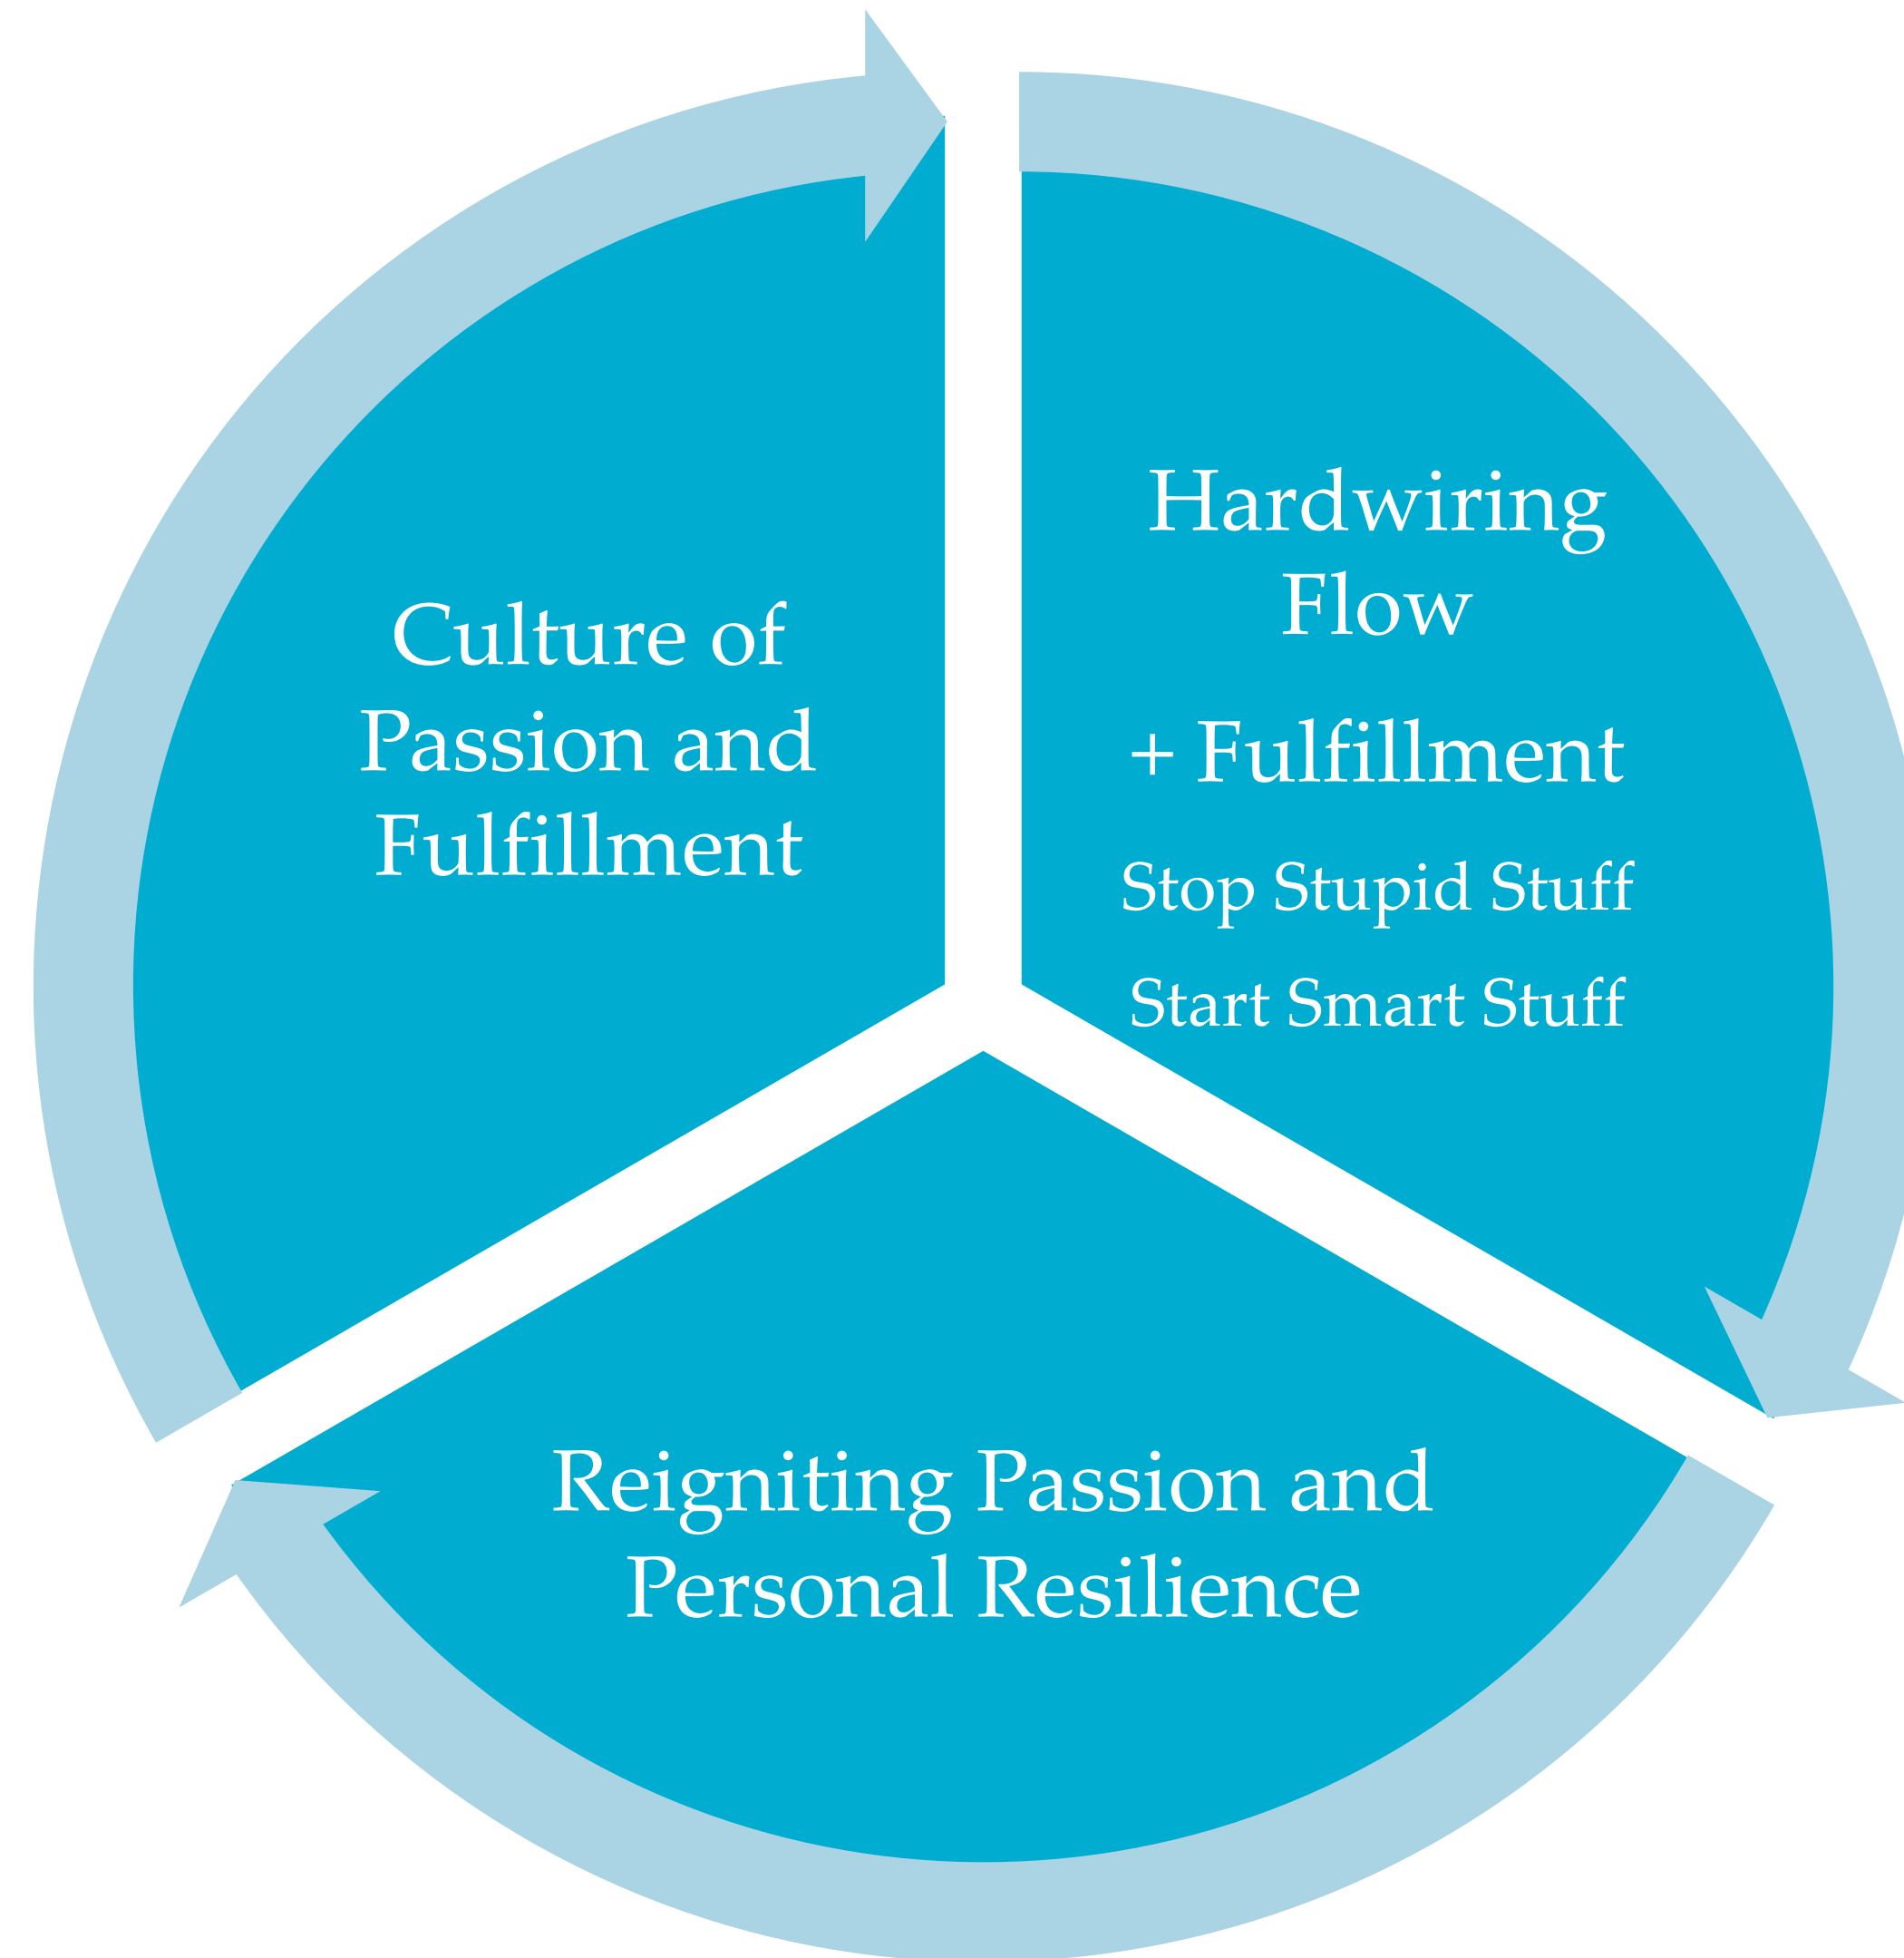 Culture of
Passion and
Fulfillment
Hardwiring
Flow
+ Fulfillment
Stop Stupid Stuff
Start Smart Stuff
Reigniting Passion and
Personal Resilience